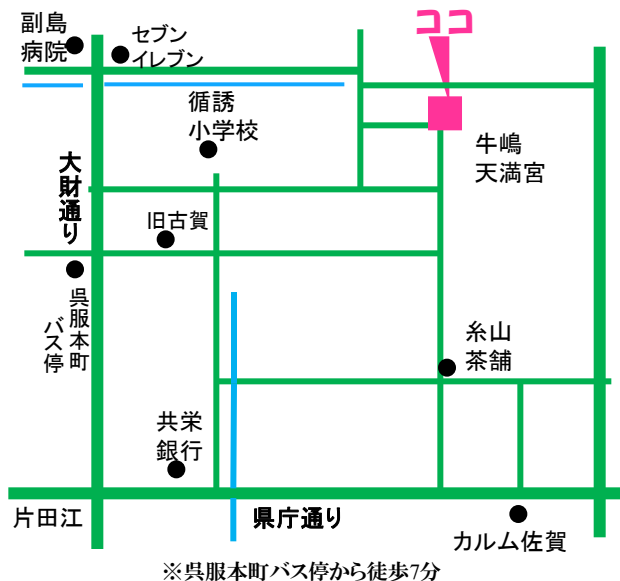 ココ
副島
病院
セブン
イレブン
循誘
小学校
牛嶋
天満宮
大財通り
旧古賀
呉服本町
バス停
糸山
茶舗
共栄
銀行
片田江
県庁通り
カルム佐賀
※呉服本町バス停から徒歩7分